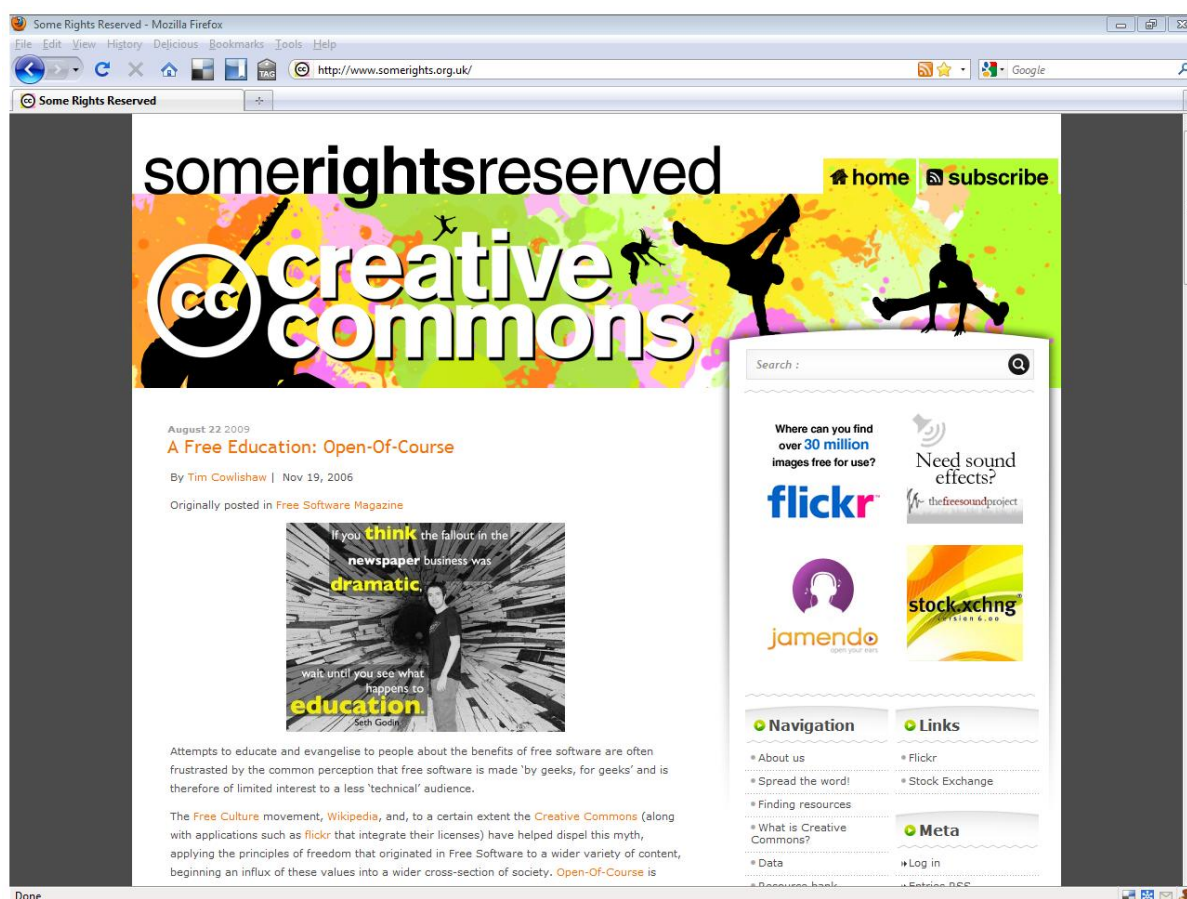 Some Rights Reserved - Mozilla Firefox
File Edit View History Delicious Bookmarks Tools Help
TAG
cc http://www.somerights.org.uk/
Google
cc Some Rights Reserved
somerightsreserved
home
subscribe
cc creative
commons
Search :
August 22 2009
A Free Education: Open-Of-Course
By Tim Cowlishaw | Nov 19, 2006
Originally posted in Free Software Magazine
If you think the fallout in the
newspaper business was
dramatic,
wait until you see what
happens to
education.
Seth Godin
Attempts to educate and evangelise to people about the benefits of free software are often
frustrated by the common perception that free software is made ‘by geeks, for geeks’ and is
therefore of limited interest to a less ‘technical’ audience.
The Free Culture movement, Wikipedia, and, to a certain extent the Creative Commons (along
with applications such as flickr that integrate their licenses) have helped dispel this myth,
applying the principles of freedom that originated in Free Software to a wider variety of content,
beginning an influx of these values into a wider cross-section of society. Open-Of-Course is
Where can you find
over 30 million
images free for use?
flickr
Need sound
effects?
thefreesoundproject
jamendo
open your ears
stock.xchng
version 6.00
Navigation
About us
Spread the word!
Finding resources
What is Creative
Commons?
Data
Resource bank
Links
Flickr
Stock Exchange
Meta
Log in
Entries RSS
Done